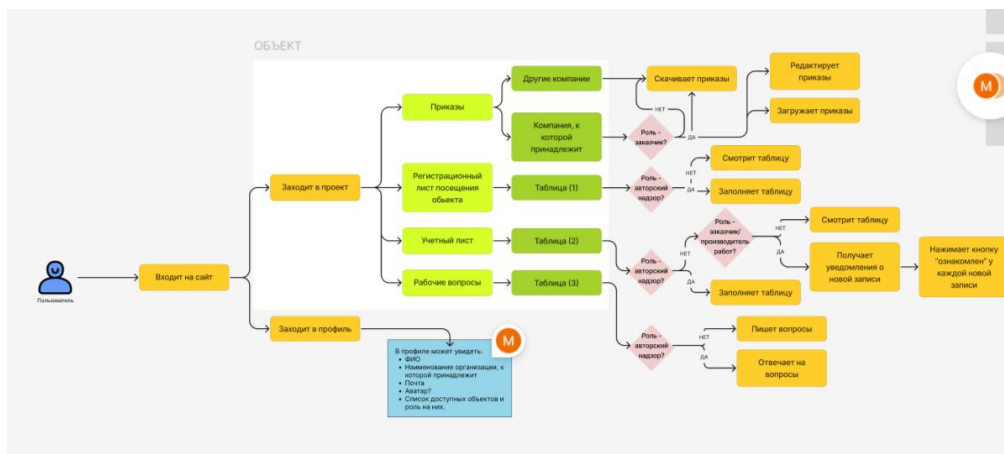 ОБЪЕКТ
Другие компании
Скачивает приказы
Редактирует
приказы
М
Приказы
НЕТ
Загружает приказы
Компания, к
которой
принадлежит
Роль -
заказчик?
ДА
Смотрит таблицу
Заходит в проект
Регистрационный
лист посещения
обьекта
Таблица (1)
Роль -
авторский
надзор?
НЕТ
ДА
Заполняет таблицу
Смотрит таблицу
Роль -
заказчик/
производитель
работ?
НЕТ
Учетный лист
Таблица (2)
НЕТ
ДА
Получает
уведомления о
новой записи
Нажимает кнопку
"ознакомлен" у
каждой новой
записи
Роль -
авторский
надзор?
ДА
Заполняет таблицу
Рабочие вопросы
Таблица (3)
Пользователь
Входит на сайт
Заходит в профиль
М
Роль -
авторский
надзор?
НЕТ
Пишет вопросы
ДА
Отвечает на
вопросы
В профиле может увидеть:
• ФИО
• Наименование организации, к
которой принадлежит
• Почта
• Аватар?
• Список доступных объектов и
роль на них.